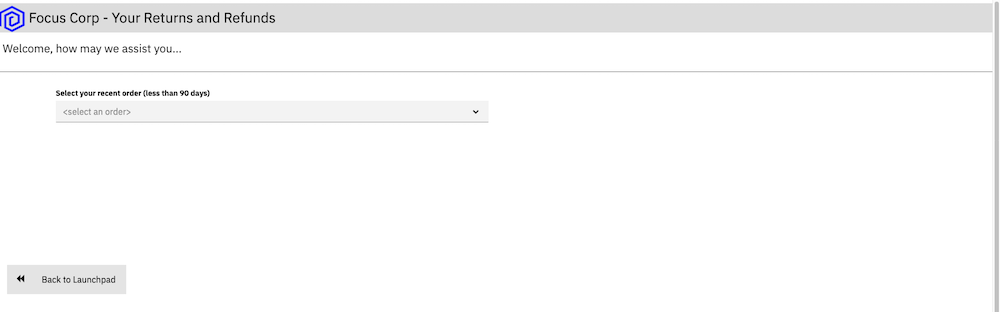 Focus Corp - Your Returns and Refunds
Welcome, how may we assist you...
Select your recent order (less than 90 days)
<select an order>
Back to Launchpad